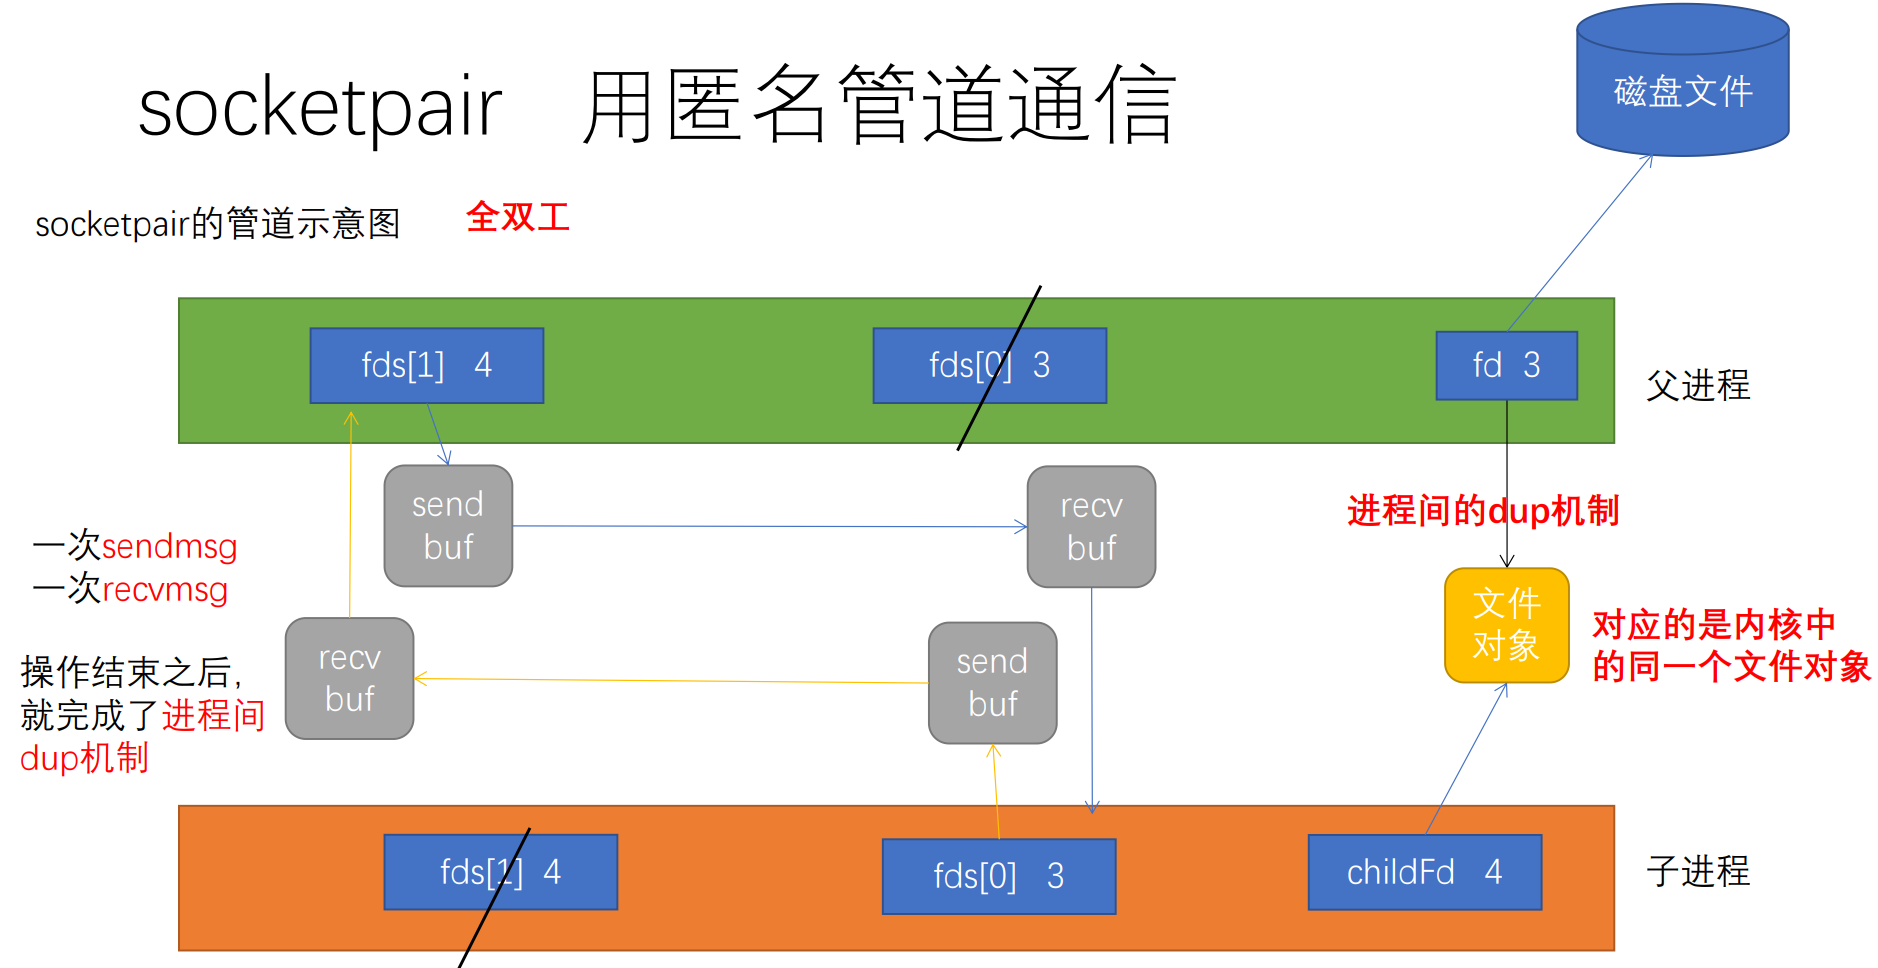 socketpair 用匿名管道通信
磁盘文件
socketpair的管道示意图 全双工
fds[1] 4
fds[0] 3
fd 3
父进程
send
buf
recv
buf
进程间的dup机制
一次sendmsg
一次recvmsg
文件
对象
对应的是内核中
的同一个文件对象
recv
buf
send
buf
操作结束之后，
就完成了进程间
dup机制
fds[1] 4
fds[0] 3
childFd 4
子进程